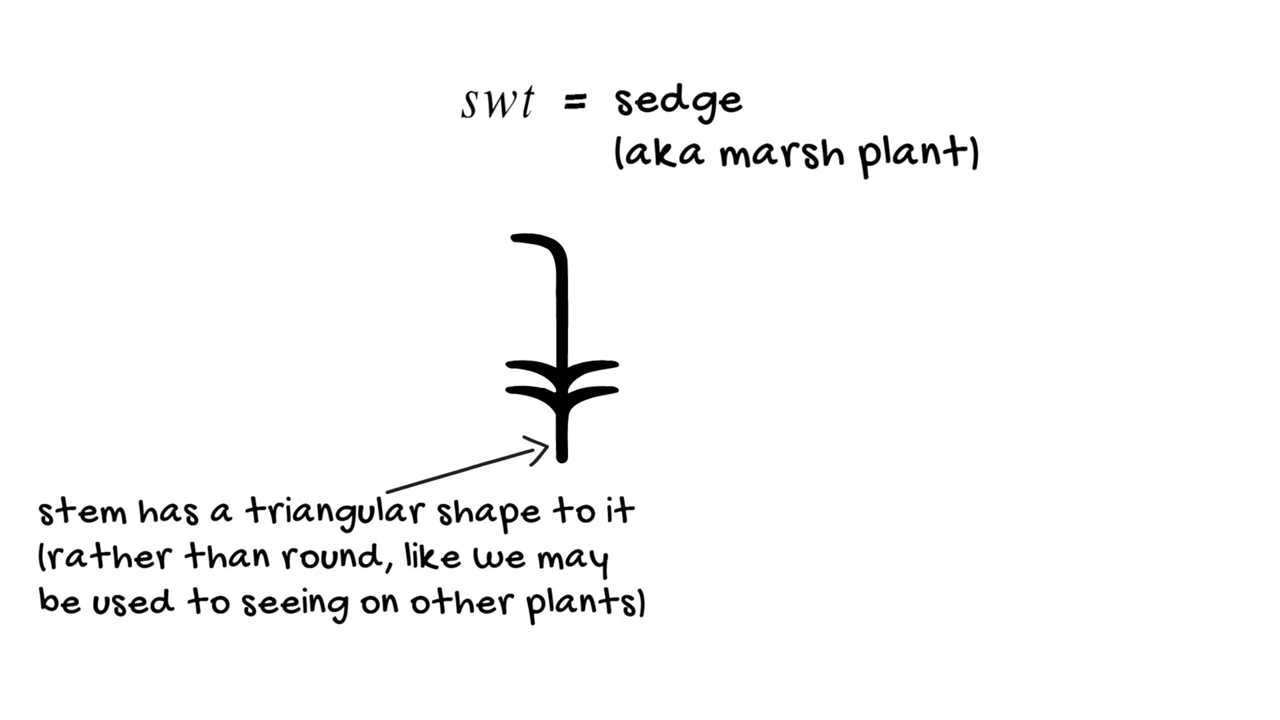 swt = sedge
(aka marsh plant)
stem has a triangular shape to it
(rather than round, like we may
be used to seeing on other plants)